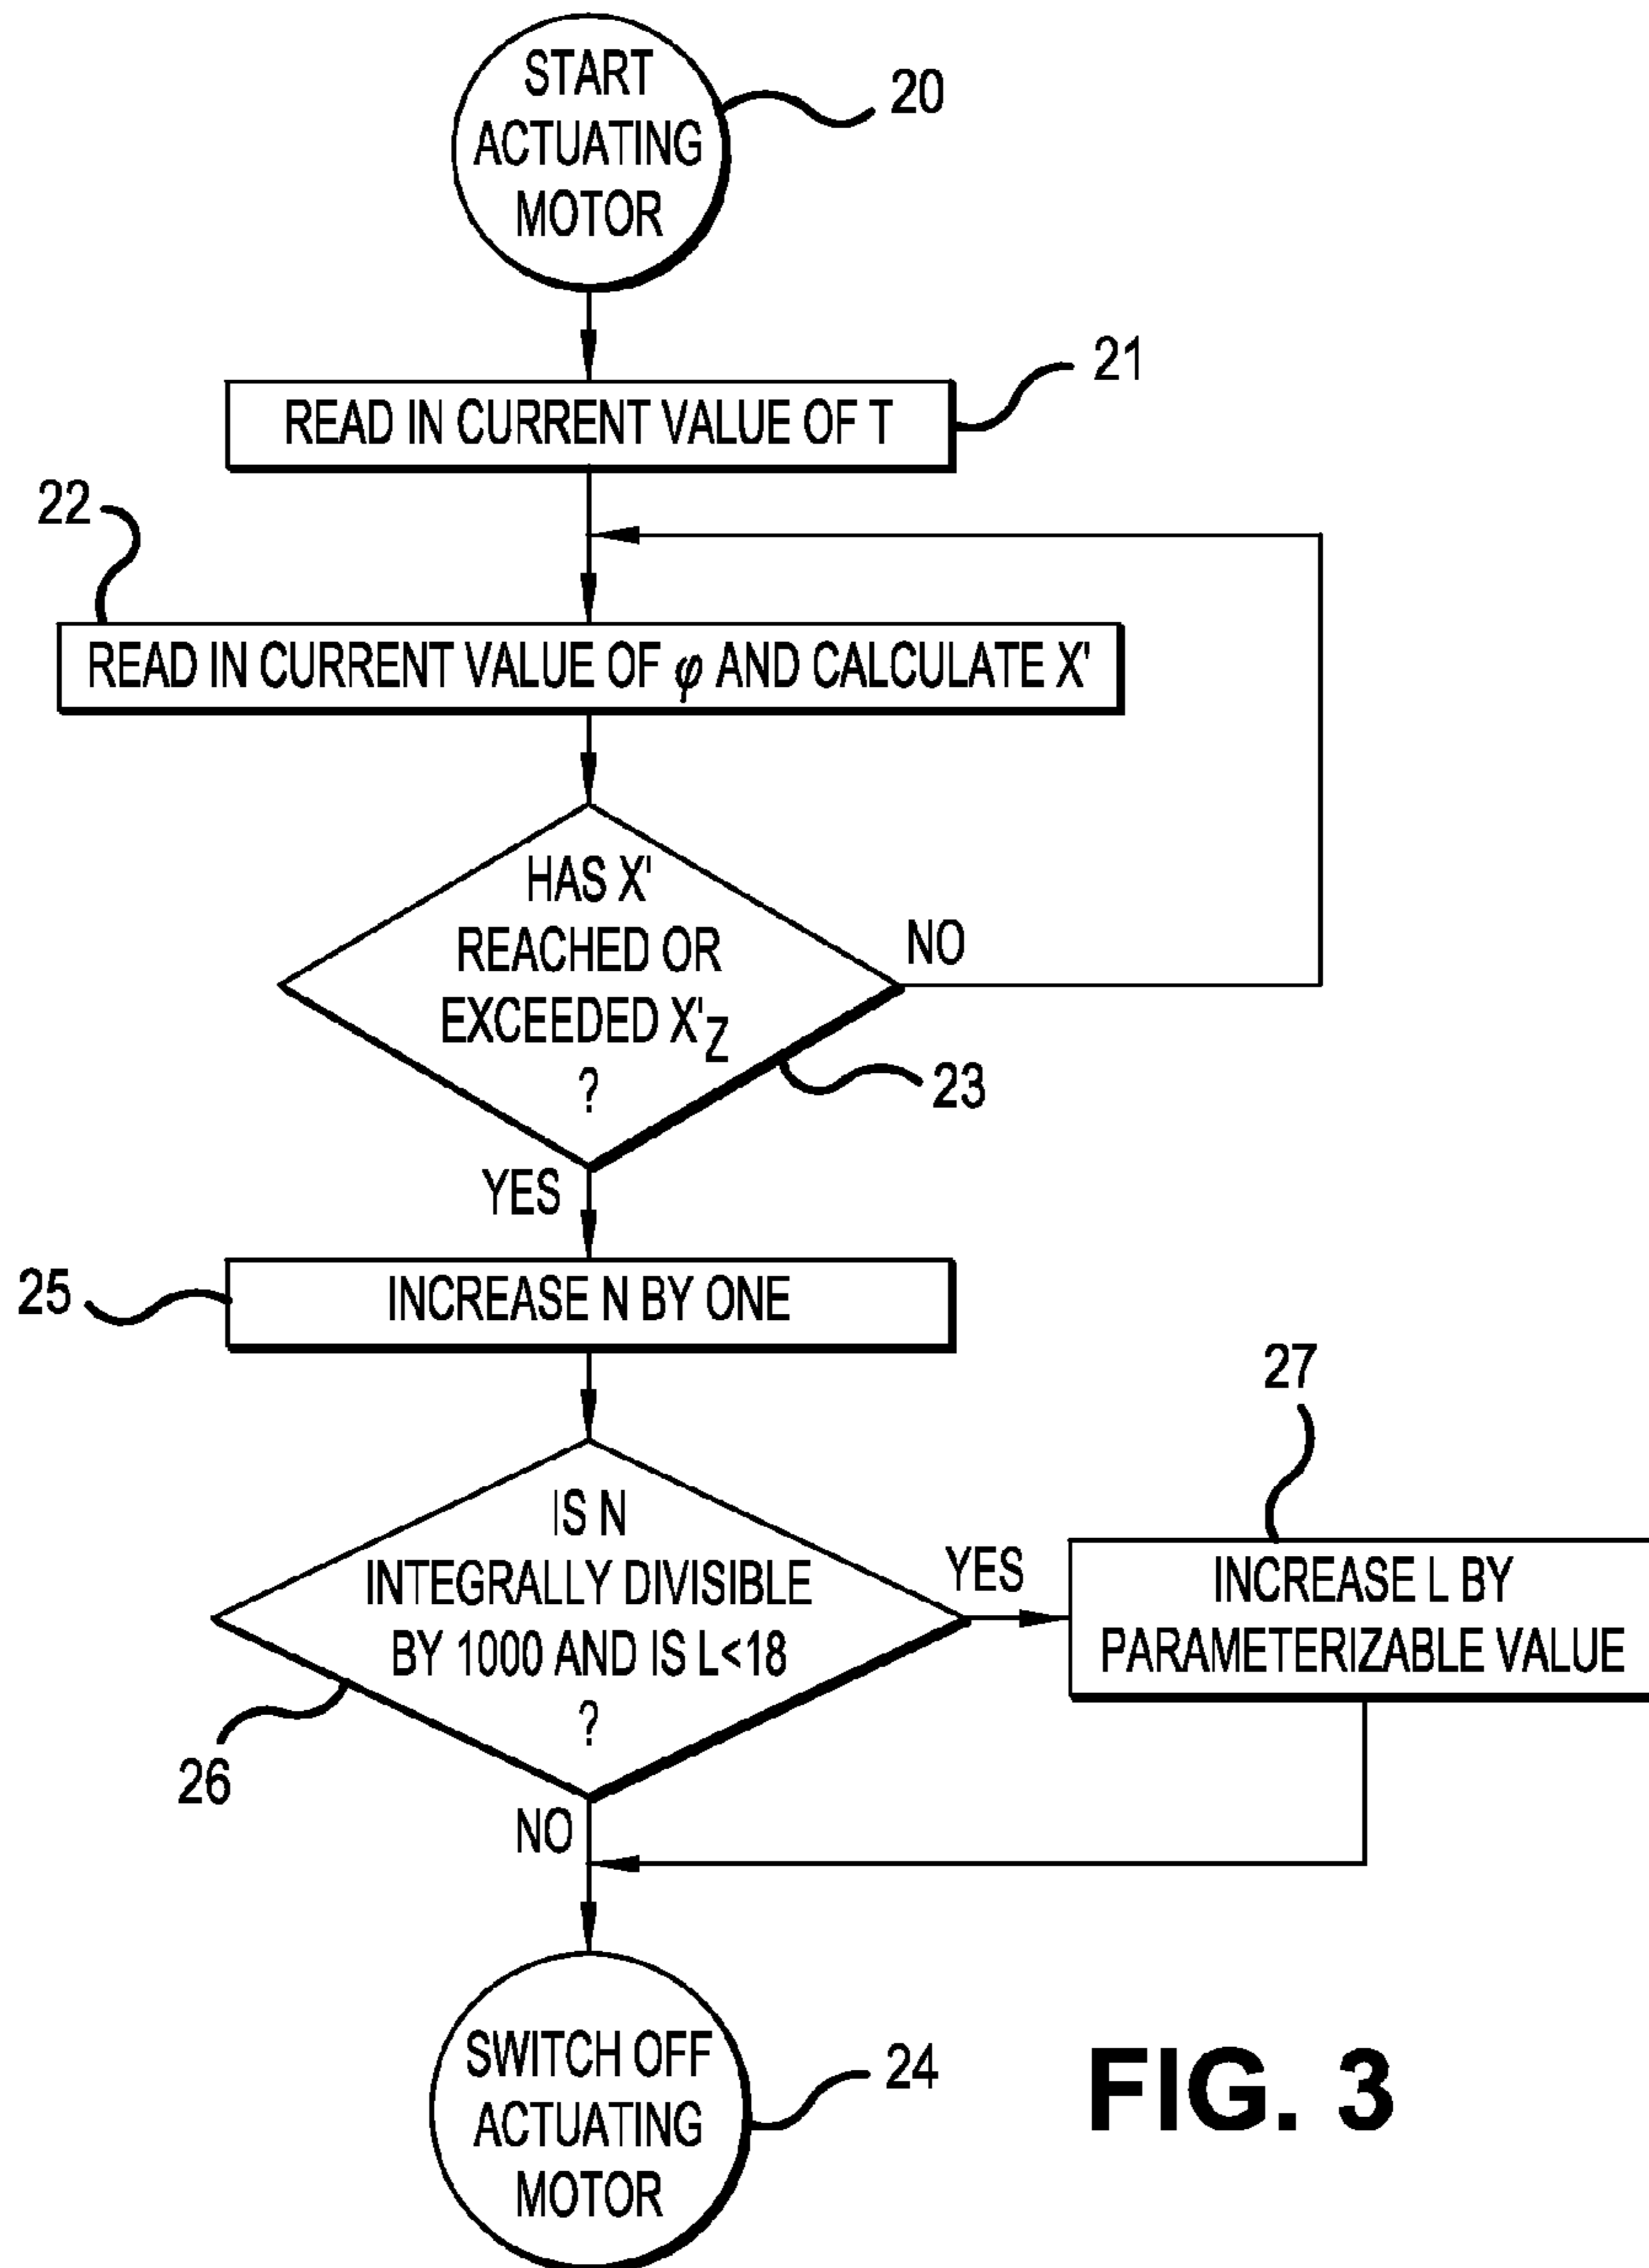 START
ACTUATING
MOTOR
20
READ IN CURRENT VALUE OF T
21
22
READ IN CURRENT VALUE OF φ AND CALCULATE X'
HAS X'
REACHED OR
EXCEEDED X'Z
?
NO
23
YES
25
INCREASE N BY ONE
27
IS N
INTEGRALLY DIVISIBLE
BY 1000 AND IS L<18
?
YES
INCREASE L BY
PARAMETERIZABLE VALUE
26
NO
SWITCH OFF
ACTUATING
MOTOR
24
FIG. 3